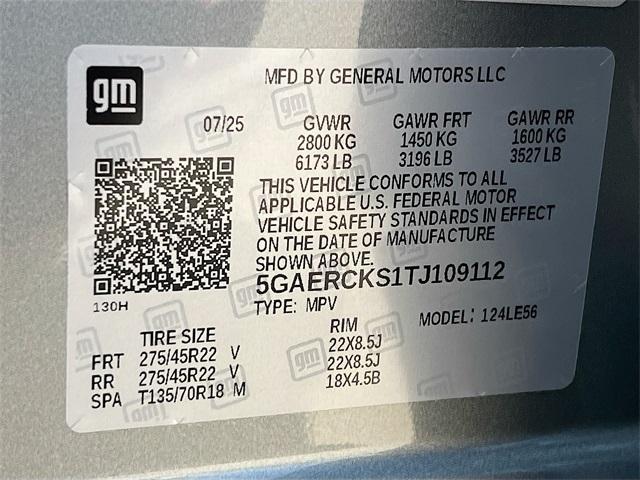 gm
MFD BY GENERAL MOTORS LLC
07/25 GVWR GAWR FRT GAWR RR
2800 KG 1450 KG 1600 KG
6173 LB 3196 LB 3527 LB
THIS VEHICLE CONFORMS TO ALL
APPLICABLE U.S. FEDERAL MOTOR
VEHICLE SAFETY STANDARDS IN EFFECT
ON THE DATE OF MANUFACTURE
SHOWN ABOVE.
5GAERCKS1TJ109112
130H
TYPE: MPV MODEL: 124LE56
TIRE SIZE RIM
FRT 275/45R22 V 22X8.5J
RR 275/45R22 V 22X8.5J
SPA T135/70R18 M 18X4.5B